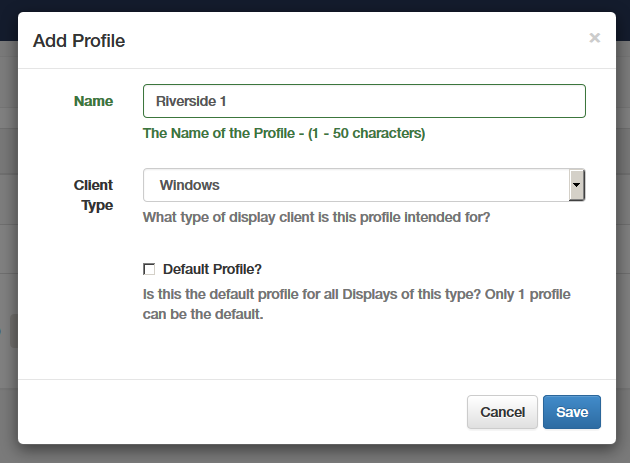 Add Profile
×
Name
Riverside 1
The Name of the Profile - (1 - 50 characters)
Client
Type
Windows
What type of display client is this profile intended for?
Default Profile?
Is this the default profile for all Displays of this type? Only 1 profile
can be the default.
Cancel
Save